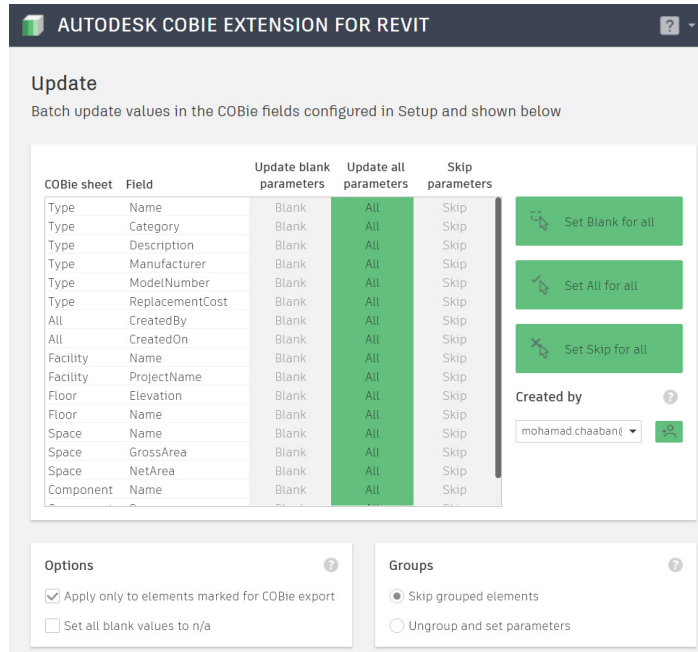 AUTODESK COBIE EXTENSION FOR REVIT ?
Update
Batch update values in the COBie fields configured in Setup and shown below
Update blank Update all Skip
COBie sheet Field parameters parameters parameters
Type Name Blank All Skip
Type Category Blank All Skip
Type Description Blank All Skip
Type Manufacturer Blank All Skip
Type ModelNumber Blank All Skip
Type ReplacementCost Blank All Skip
All CreatedBy Blank All Skip
All CreatedOn Blank All Skip
Facility Name Blank All Skip
Facility ProjectName Blank All Skip
Floor Elevation Blank All Skip
Floor Name Blank All Skip
Space Name Blank All Skip
Space GrossArea Blank All Skip
Space NetArea Blank All Skip
Component Name Blank All Skip
Set Blank for all
Set All for all
Set Skip for all
Created by ?
mohamad.chaaban@
Options ?
Apply only to elements marked for COBie export
Set all blank values to n/a
Groups ?
Skip grouped elements
Ungroup and set parameters